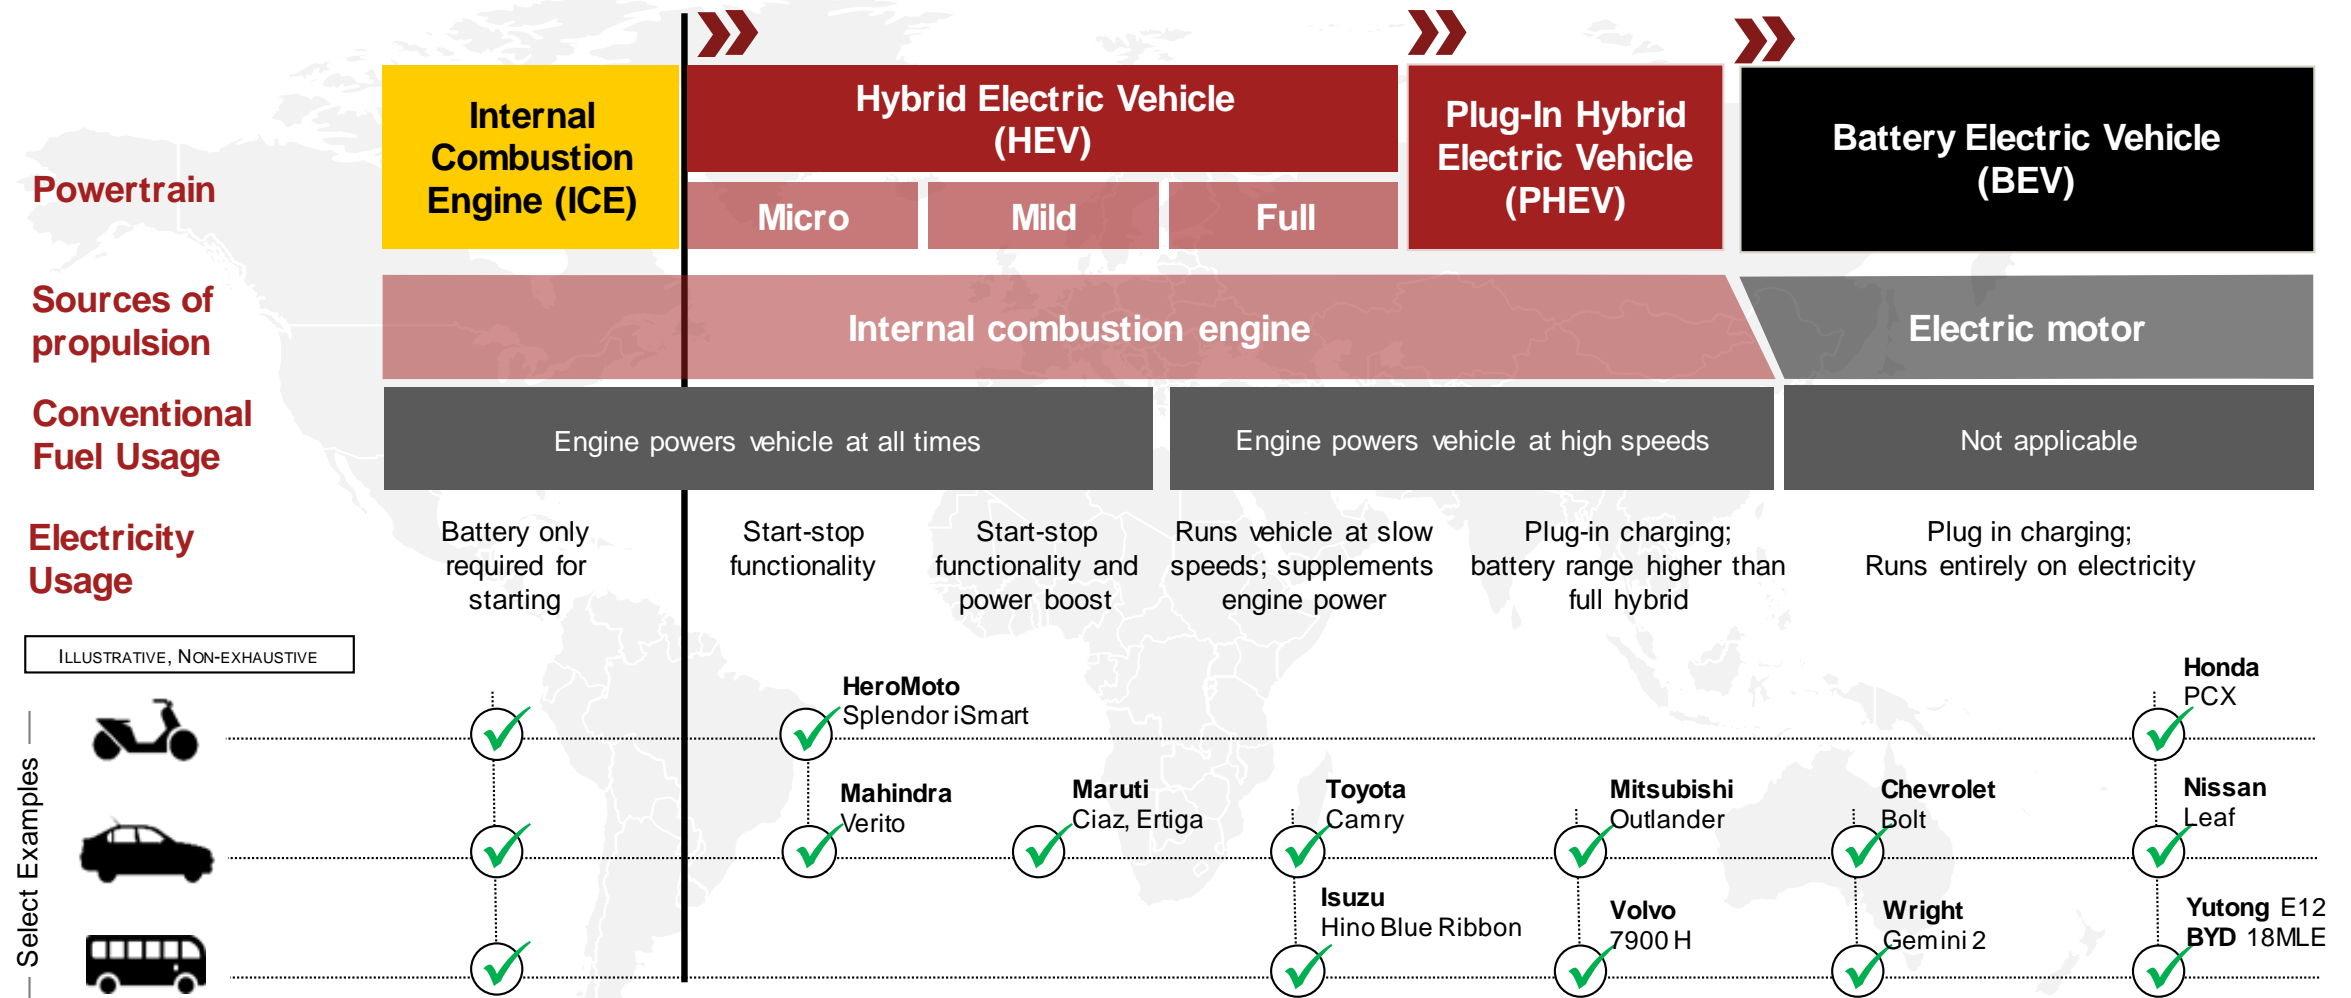 Powertrain
Internal
Combustion
Engine (ICE)
Hybrid Electric Vehicle
(HEV)
Micro
Mild
Full
Plug-In Hybrid
Electric Vehicle
(PHEV)
Battery Electric Vehicle
(BEV)
Sources of
propulsion
Internal combustion engine
Electric motor
Conventional
Fuel Usage
Engine powers vehicle at all times
Engine powers vehicle at high speeds
Not applicable
Electricity
Usage
Battery only
required for
starting
Start-stop
functionality
Start-stop
functionality and
power boost
Runs vehicle at slow
speeds; supplements
engine power
Plug-in charging;
battery range higher than
full hybrid
Plug in charging;
Runs entirely on electricity
ILLUSTRATIVE, NON-EXHAUSTIVE
Select Examples
HeroMoto
Splendor iSmart
Honda
PCX
Mahindra
Verito
Maruti
Ciaz, Ertiga
Toyota
Camry
Mitsubishi
Outlander
Chevrolet
Bolt
Nissan
Leaf
Isuzu
Hino Blue Ribbon
Volvo
7900 H
Wright
Gemini 2
Yutong E12
BYD 18MLE